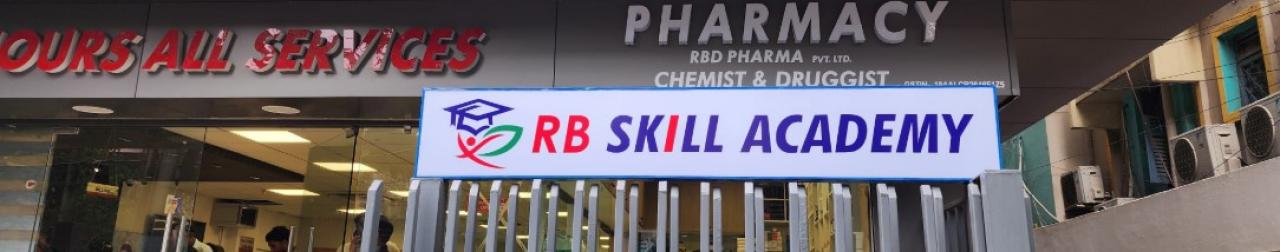 OURS ALL SERVICES
PHARMACY
RBD PHARMA PVT. LTD.
CHEMIST & DRUGGIST
RB SKILL ACADEMY